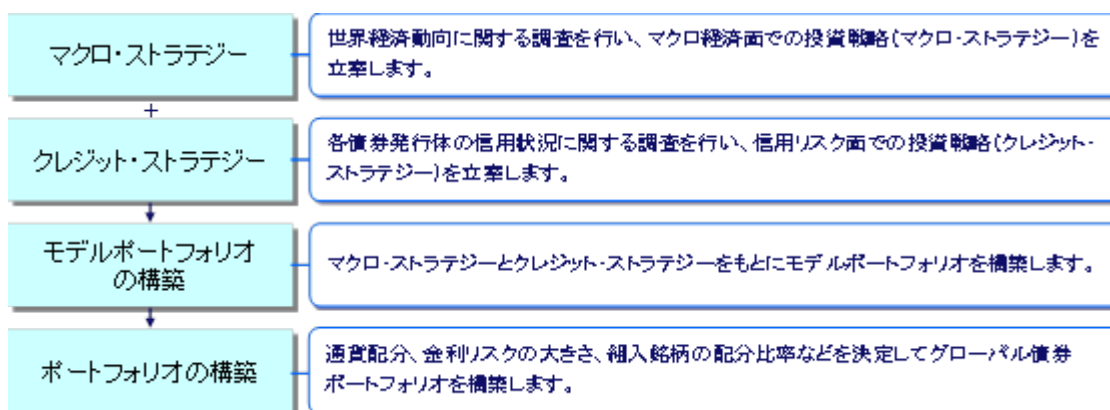 マクロ・ストラテジー
世界経済動向に関する調査を行い、マクロ経済面での投資戦略(マクロ・ストラテジー)を
立案します。
+
クレジット・ストラテジー
各債券発行体の信用状況に関する調査を行い、信用リスク面での投資戦略(クレジット・
ストラテジー)を立案します。
モデルポートフォリオ
の構築
マクロ・ストラテジーとクレジット・ストラテジーをもとにモデルポートフォリオを構築します。
ポートフォリオの構築
通貨配分、金利リスクの大きさ、組入銘柄の配分比率などを決定してグローバル債券
ポートフォリオを構築します。